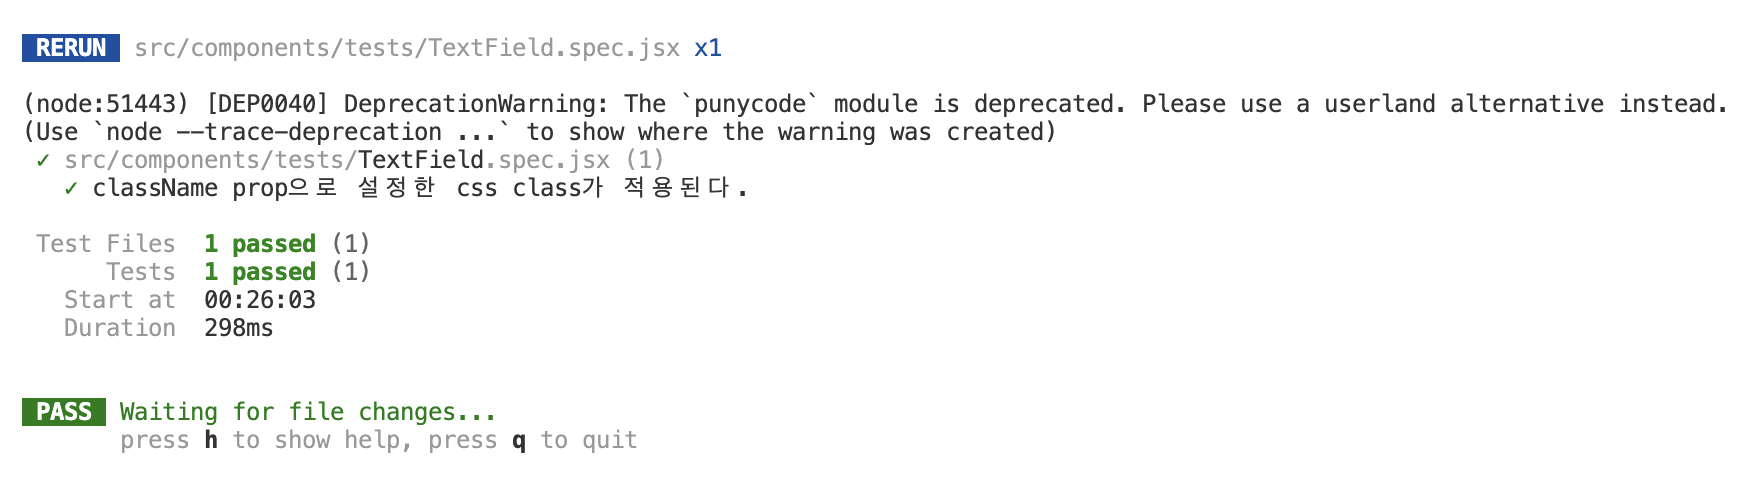 RERUN src/components/tests/TextField.spec.jsx x1
(node:51443) [DEP0040] DeprecationWarning: The `punycode` module is deprecated. Please use a userland alternative instead.
(Use `node --trace-deprecation ...` to show where the warning was created)
✓ src/components/tests/TextField.spec.jsx (1)
✓ className prop으로 설정한 css class가 적용된다.
Test Files 1 passed (1)
Tests 1 passed (1)
Start at 00:26:03
Duration 298ms
PASS Waiting for file changes...
press h to show help, press q to quit